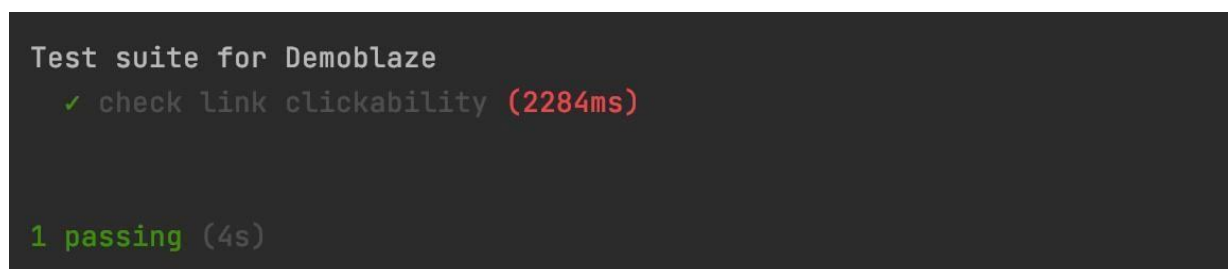 Test suite for Demoblaze
✓ check link clickability (2284ms)
1 passing (4s)